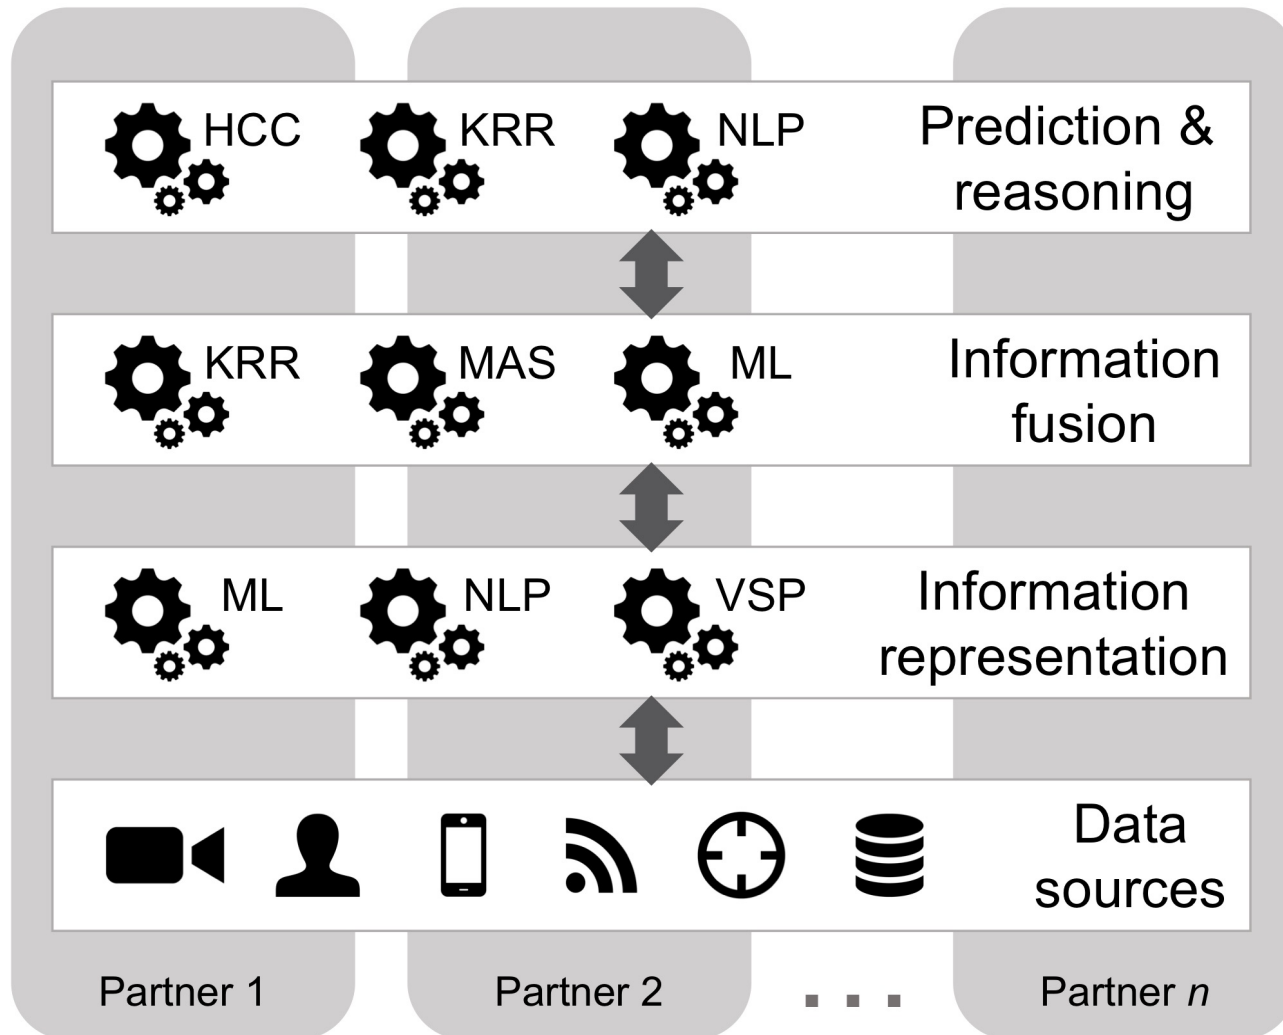 HCC KRR NLP Prediction &
reasoning
KRR MAS ML Information
fusion
ML NLP VSP Information
representation
Data
sources
Partner 1 Partner 2 ... Partner n